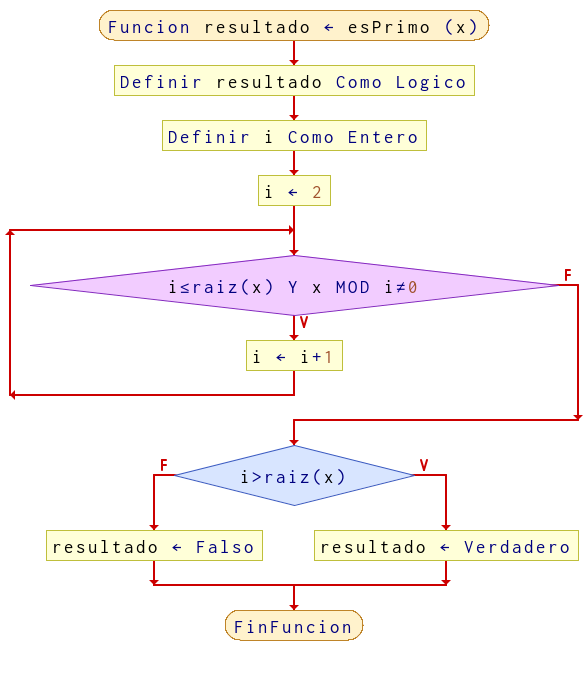 Funcion resultado ← esPrimo (x)
Definir resultado Como Logico
Definir i Como Entero
i ← 2
i≤raiz(x) Y x MOD i≠0
F
V
i ← i+1
i>raiz(x)
F
V
resultado ← Falso
resultado ← Verdadero
FinFuncion